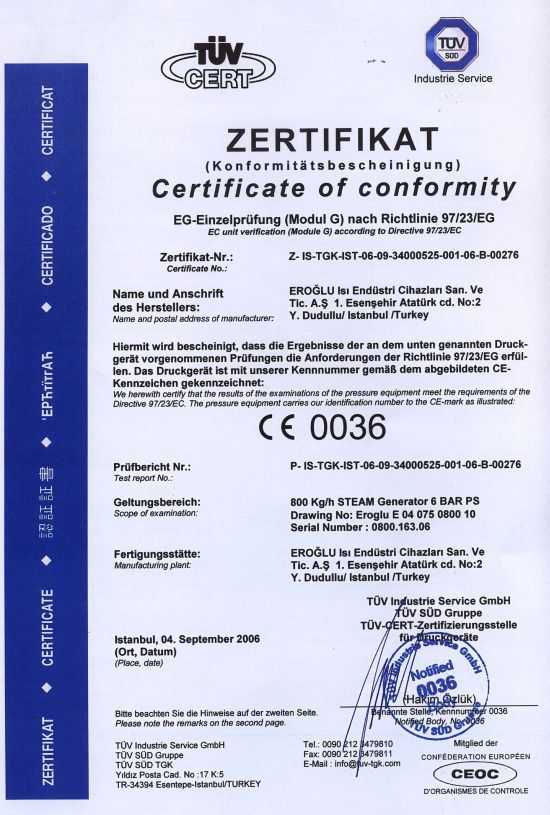 TÜV
CERT
TÜV
SÜD
Industrie Service
ZERTIFIKAT
(Konformitätsbescheinigung)
Certificate of conformity
EG-Einzelprüfung (Modul G) nach Richtlinie 97/23/EG
EC unit verification (Module G) according to Directive 97/23/EC
Zertifikat-Nr.: Z- IS-TGK-IST-06-09-34000525-001-06-B-00276
Certificate No.:
Name und Anschrift des Herstellers:
Name and postal address of manufacturer:
EROĞLU Isı Endüstri Cihazları San. Ve
Tic. A.Ş 1. Esenşehir Atatürk cd. No:2
Y. Dudullu/ Istanbul /Turkey
Hiermit wird bescheinigt, dass die Ergebnisse der an dem unten genannten Druck-
gerät vorgenommenen Prüfungen die Anforderungen der Richtlinie 97/23/EG erfül-
len. Das Druckgerät ist mit unserer Kennnummer gemäß dem abgebildeten CE-
Kennzeichen gekennzeichnet:
We herewith certify that the results of the examinations of the pressure equipment meet the requirements of the
Directive 97/23/EC. The pressure equipment carries our identification number to the CE-mark as illustrated:
CE 0036
Prüfbericht Nr.: P- IS-TGK-IST-06-09-34000525-001-06-B-00276
Test report No.:
Geltungsbereich: 800 Kg/h STEAM Generator 6 BAR PS
Scope of examination: Drawing No: Eroglu E 04 075 0800 10
Serial Number : 0800.163.06
Fertigungsstätte: EROĞLU Isı Endüstri Cihazları San. Ve
Manufacturing plant: Tic. A.Ş 1. Esenşehir Atatürk cd. No:2
Y. Dudullu/ Istanbul /Turkey
TÜV Industrie Service GmbH
TÜV SÜD Gruppe
TÜV-CERT-Zertifizierungsstelle
für Druckgeräte
Istanbul, 04. September 2006
(Ort, Datum)
(Place, date)
TÜV Industrie Service GmbH
Notified
0036
Body
TÜV SÜD Gruppe
(Hakim Özlük)
Benannte Stelle, Kennnummer 0036
Notified Body, No. 0036
Bitte beachten Sie die Hinweise auf der zweiten Seite.
Please note the remarks on the second page.
TÜV Industrie Service GmbH
TÜV SÜD Gruppe
TÜV SÜD TGK
Yıldız Posta Cad. No :17 K:5
TR-34394 Esentepe-Istanbul/TURKEY
Tel.: 0090 212 3479810
Fax: 0090 212 3479811
E-Mail : info@tuv-tgk.com
Mitglied der
CONFÉDÉRATION EUROPÉEN
CEOC
D'ORGANISMES DE CONTROLE
ZERTIFIKAT ◆ CERTIFICATE ◆ 認証証書 ◆ ◆ CERTIFICADO ◆ CERTIFICAT